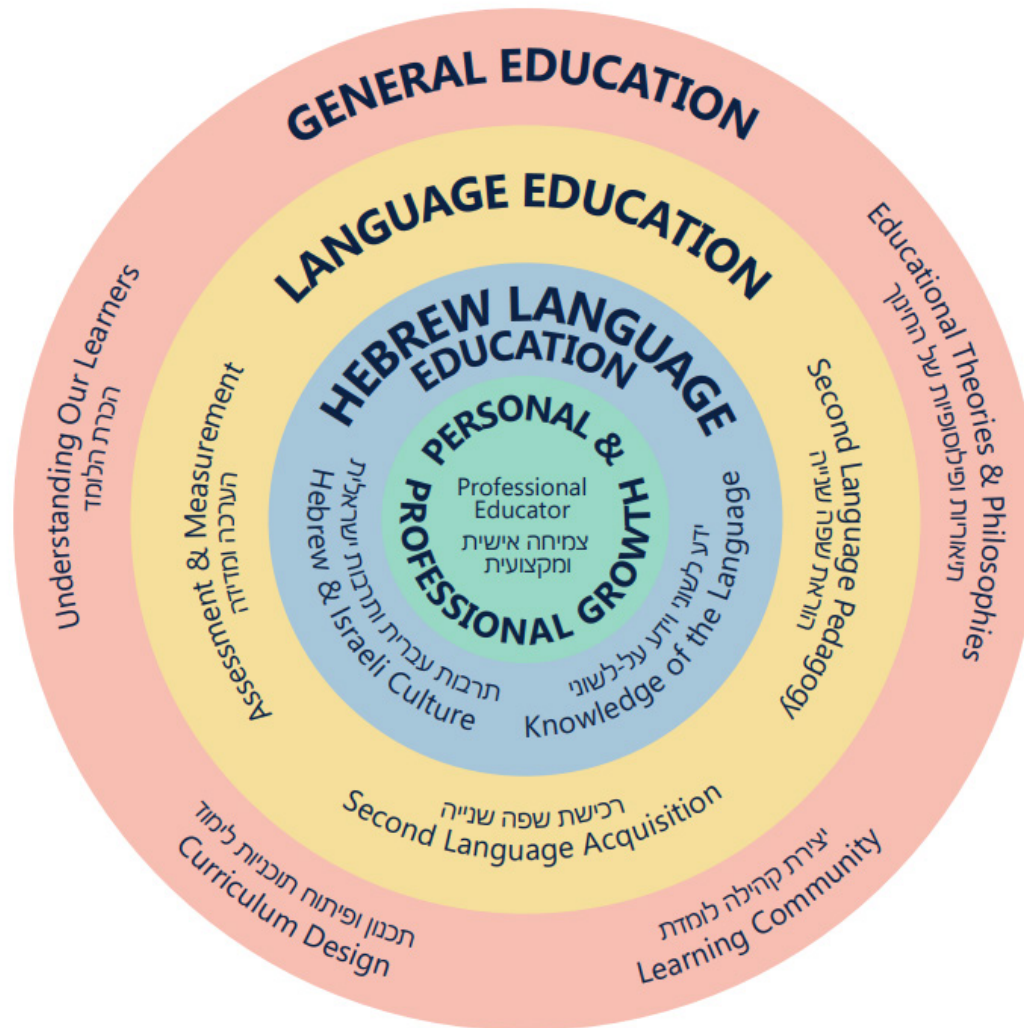 GENERAL EDUCATION
Understanding Our Learners
הכרת הלומד
Educational Theories & Philosophies
תיאוריות ופילוסופיות של החינוך
תכנון ופיתוח תוכניות לימוד
Curriculum Design
יצירת קהילה לומדת
Learning Community
LANGUAGE EDUCATION
Assessment & Measurement
הערכה ומדידה
Second Language Pedagogy
הוראת שפה שנייה
רכישת שפה שנייה
Second Language Acquisition
HEBREW LANGUAGE
EDUCATION
תרבות עברית ותרבות ישראלית
Hebrew & Israeli Culture
ידע לשוני וידע על-לשוני
Knowledge of the Language
PERSONAL &
PROFESSIONAL GROWTH
Professional
Educator
צמיחה אישית
ומקצועית